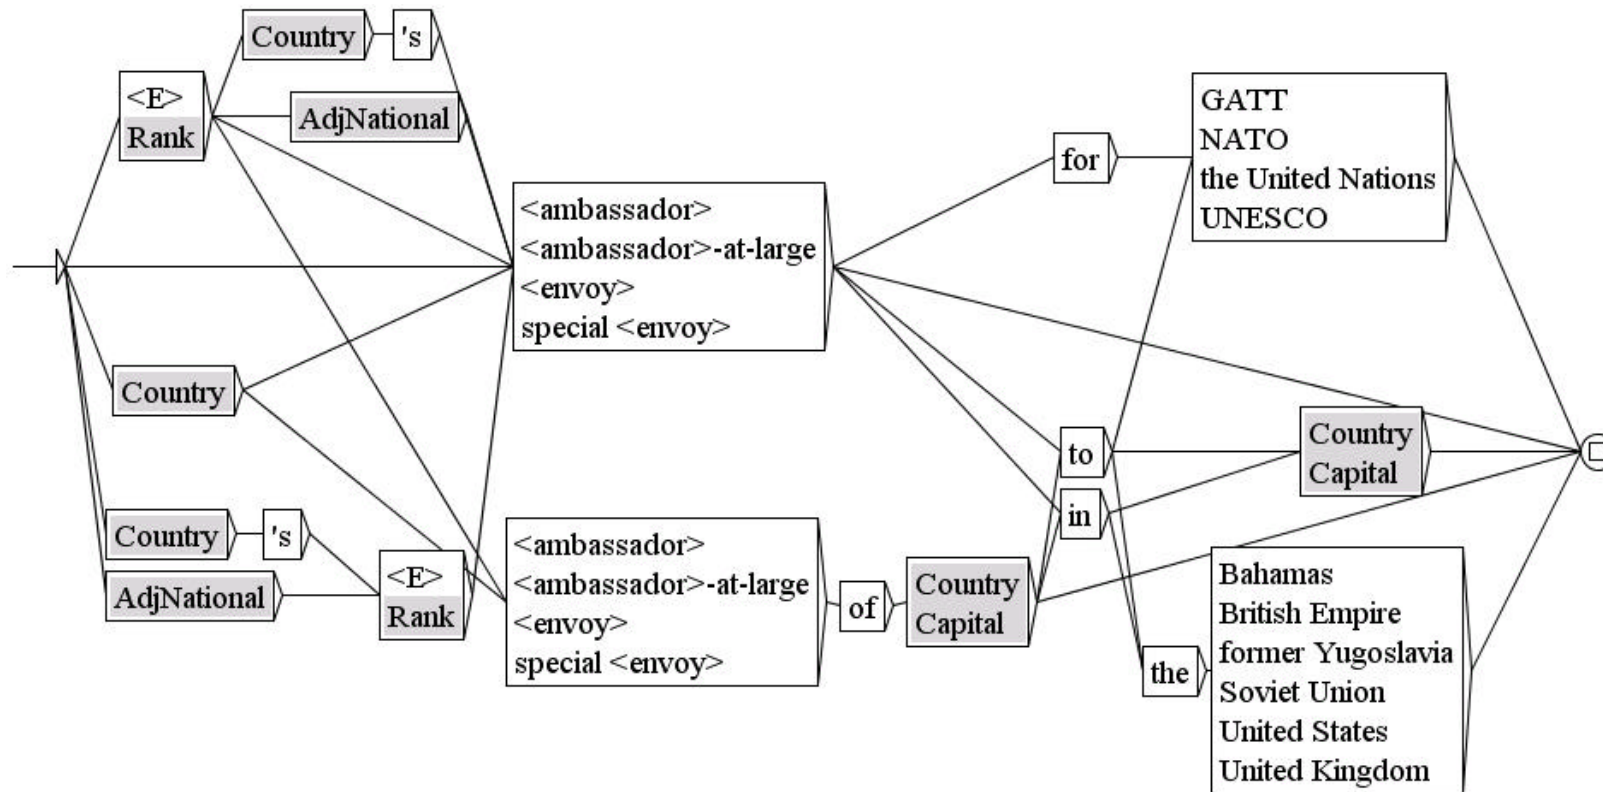 Country
's
<E>
Rank
AdjNational
Country
Country
's
AdjNational
<E>
Rank
<ambassador>
<ambassador>-at-large
<envoy>
special <envoy>
<ambassador>
<ambassador>-at-large
<envoy>
special <envoy>
of
Country
Capital
for
GATT
NATO
the United Nations
UNESCO
to
in
Country
Capital
the
Bahamas
British Empire
former Yugoslavia
Soviet Union
United States
United Kingdom